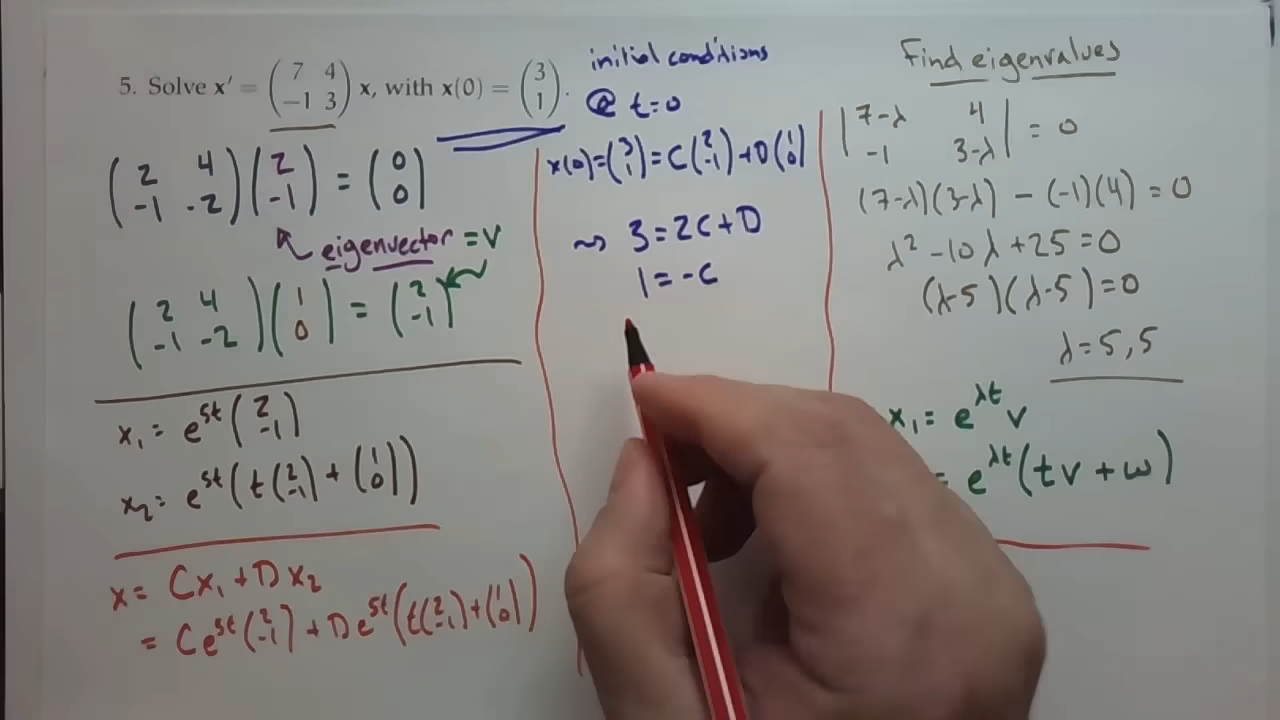 5. Solve x′ = (7 4 / −1 3) x, with x(0) = (3 / 1).
(2 4 / -1 -2)(2 / -1) = (0 / 0)
eigenvector = v
(2 4 / -1 -2)(1 / 0) = (2 / -1)
x₁ = e^5t (2 / -1)
x₂ = e^5t (t(2 / -1) + (1 / 0))
x = Cx₁ + Dx₂
= Ce^5t (2 / -1) + De^5t (t(2 / -1) + (1 / 0))
initial conditions
@ t=0
x(0) = (3 / 1) = C(2 / -1) + D(1 / 0)
⇝ 3 = 2C + D
1 = -C
Find eigenvalues
|7-λ 4 / -1 3-λ| = 0
(7-λ)(3-λ) - (-1)(4) = 0
λ² - 10λ + 25 = 0
(λ-5)(λ-5) = 0
λ = 5, 5
x₁ = e^λt v
= e^λt (tv + w)